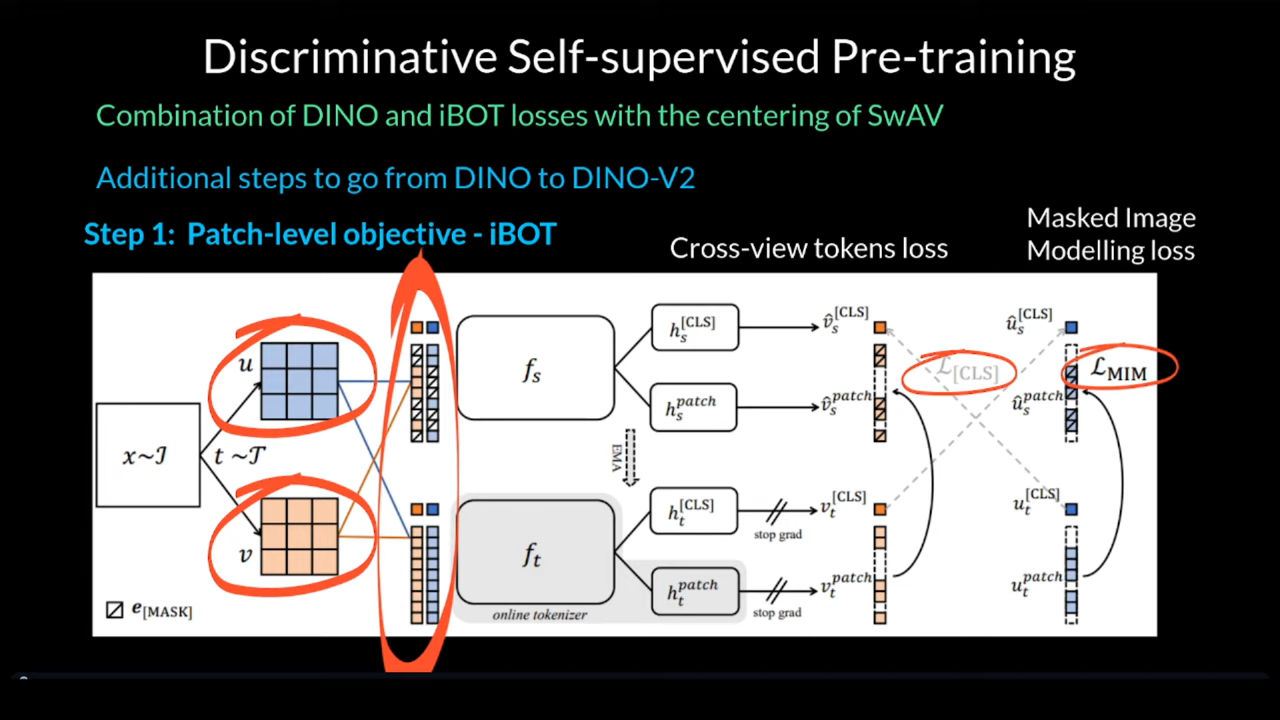 Discriminative Self-supervised Pre-training
Combination of DINO and iBOT losses with the centering of SwAV
Additional steps to go from DINO to DINO-V2
Step 1: Patch-level objective - iBOT
Cross-view tokens loss
Masked Image
Modelling loss
x~ℐ
t ~𝒯
u
v
e[MASK]
f_s
h_s^[CLS]
h_s^patch
EMA
f_t
online tokenizer
h_t^[CLS]
h_t^patch
stop grad
stop grad
v̂_s^[CLS]
v̂_s^patch
v_t^[CLS]
v_t^patch
ℒ[CLS]
û_s^[CLS]
ℒMIM
û_s^patch
u_t^[CLS]
u_t^patch